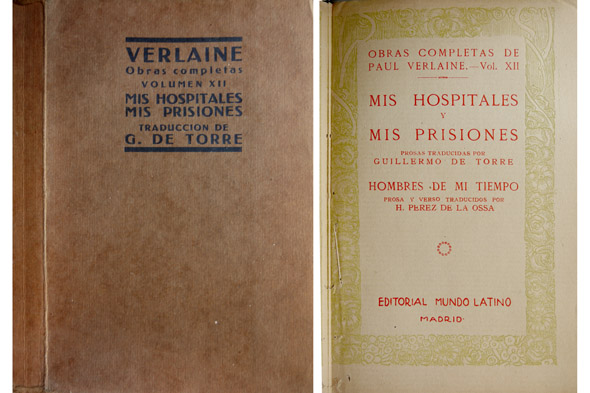 VERLAINE
Obras completas
VOLUMEN XII
MIS HOSPITALES
MIS PRISIONES
TRADUCCION DE
G. DE TORRE
OBRAS COMPLETAS DE
PAUL VERLAINE.—Vol. XII
MIS HOSPITALES
Y
MIS PRISIONES
PROSAS TRADUCIDAS POR
GUILLERMO DE TORRE
HOMBRES DE MI TIEMPO
PROSA Y VERSO TRADUCIDOS POR
H. PEREZ DE LA OSSA
EDITORIAL MUNDO LATINO
MADRID